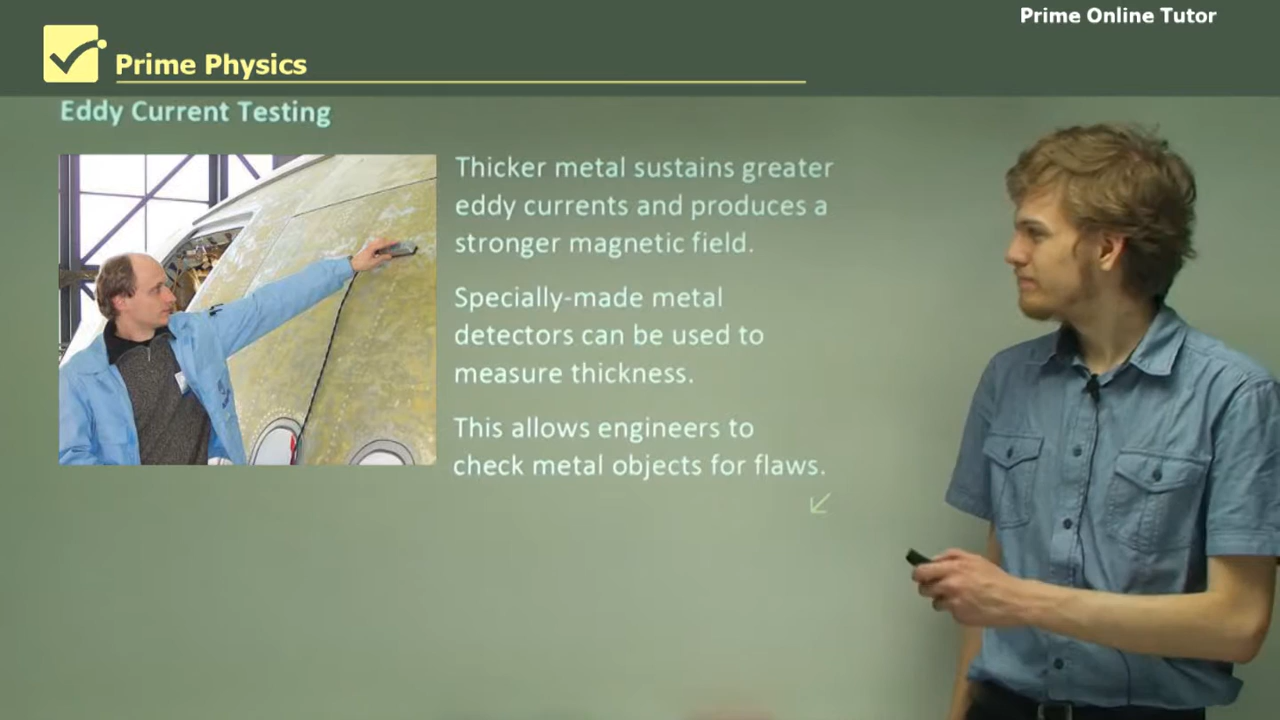 Prime Online Tutor
Prime Physics
Eddy Current Testing
Thicker metal sustains greater
eddy currents and produces a
stronger magnetic field.
Specially-made metal
detectors can be used to
measure thickness.
This allows engineers to
check metal objects for flaws.